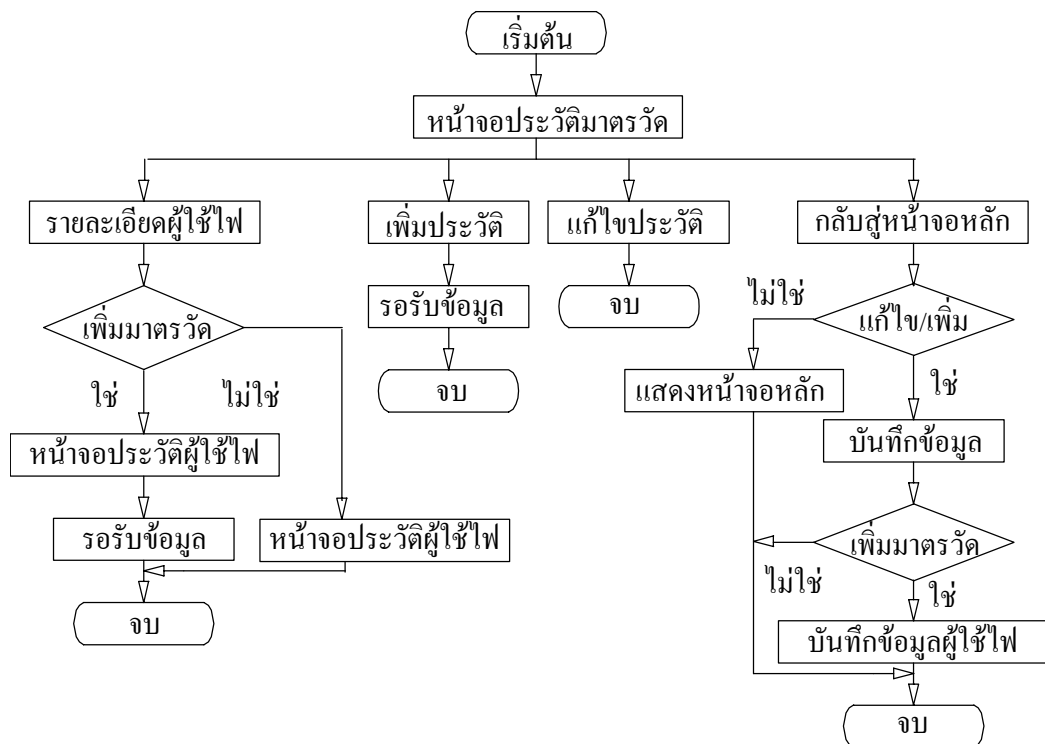 เริ่มต้น
หน้าจอประวัติมาตรวัด
รายละเอียดผู้ใช้ไฟ
เพิ่มประวัติ
แก้ไขประวัติ
กลับสู่หน้าจอหลัก
เพิ่มมาตรวัด
รอรับข้อมูล
จบ
ไม่ใช่
แก้ไข/เพิ่ม
ใช่
ไม่ใช่
จบ
แสดงหน้าจอหลัก
ใช่
หน้าจอประวัติผู้ใช้ไฟ
บันทึกข้อมูล
รอรับข้อมูล
หน้าจอประวัติผู้ใช้ไฟ
เพิ่มมาตรวัด
ไม่ใช่
ใช่
จบ
บันทึกข้อมูลผู้ใช้ไฟ
จบ